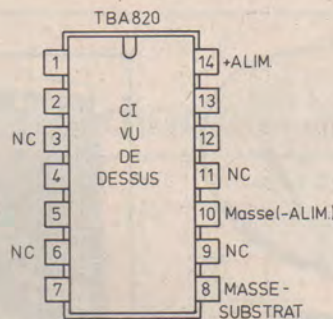 TBA820
1
14 +ALIM.
2
13
NC 3
12
CI
VU
DE
DESSUS
4
11 NC
5
10 Masse(-ALIM.)
NC 6
9 NC
7
8 MASSE-
SUBSTRAT